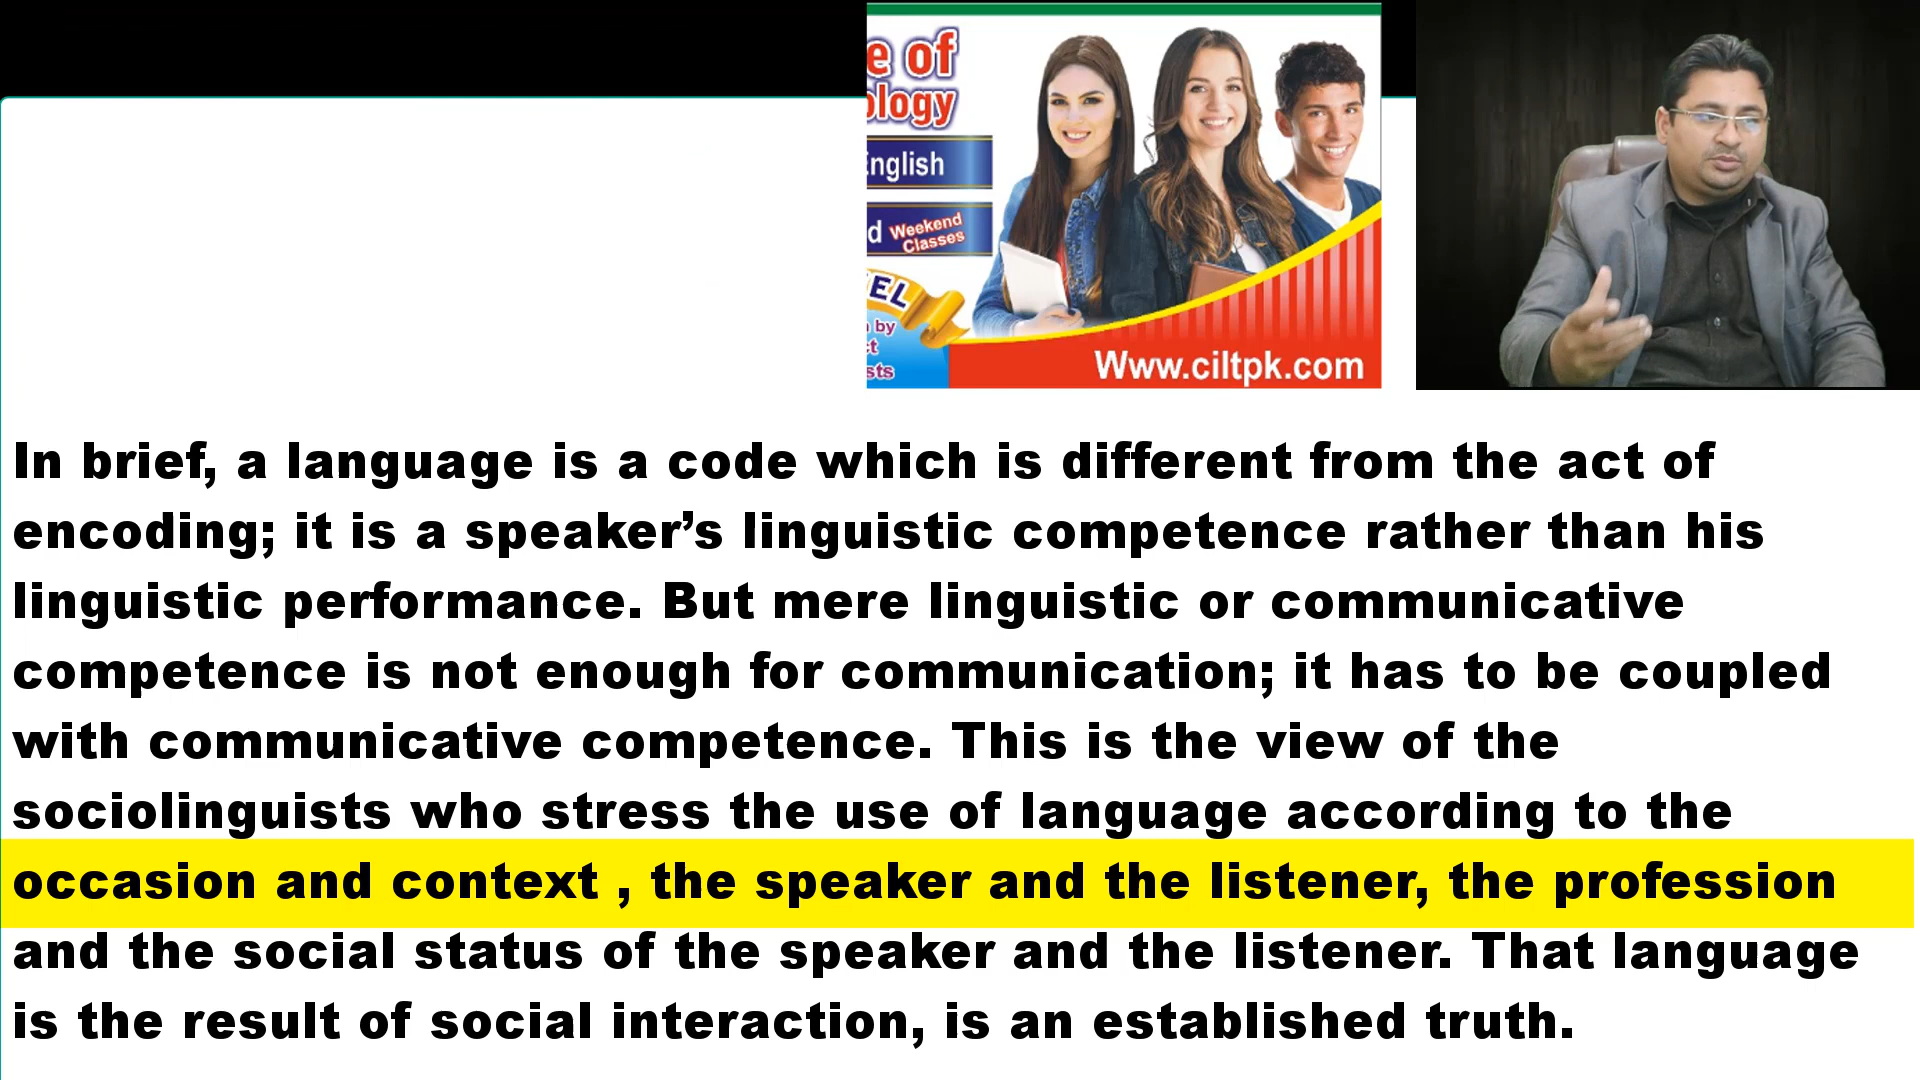 e of
ology
English
d Weekend
Classes
EL
by
ct
sts
Www.ciltpk.com
In brief, a language is a code which is different from the act of
encoding; it is a speaker’s linguistic competence rather than his
linguistic performance. But mere linguistic or communicative
competence is not enough for communication; it has to be coupled
with communicative competence. This is the view of the
sociolinguists who stress the use of language according to the
occasion and context , the speaker and the listener, the profession
and the social status of the speaker and the listener. That language
is the result of social interaction, is an established truth.